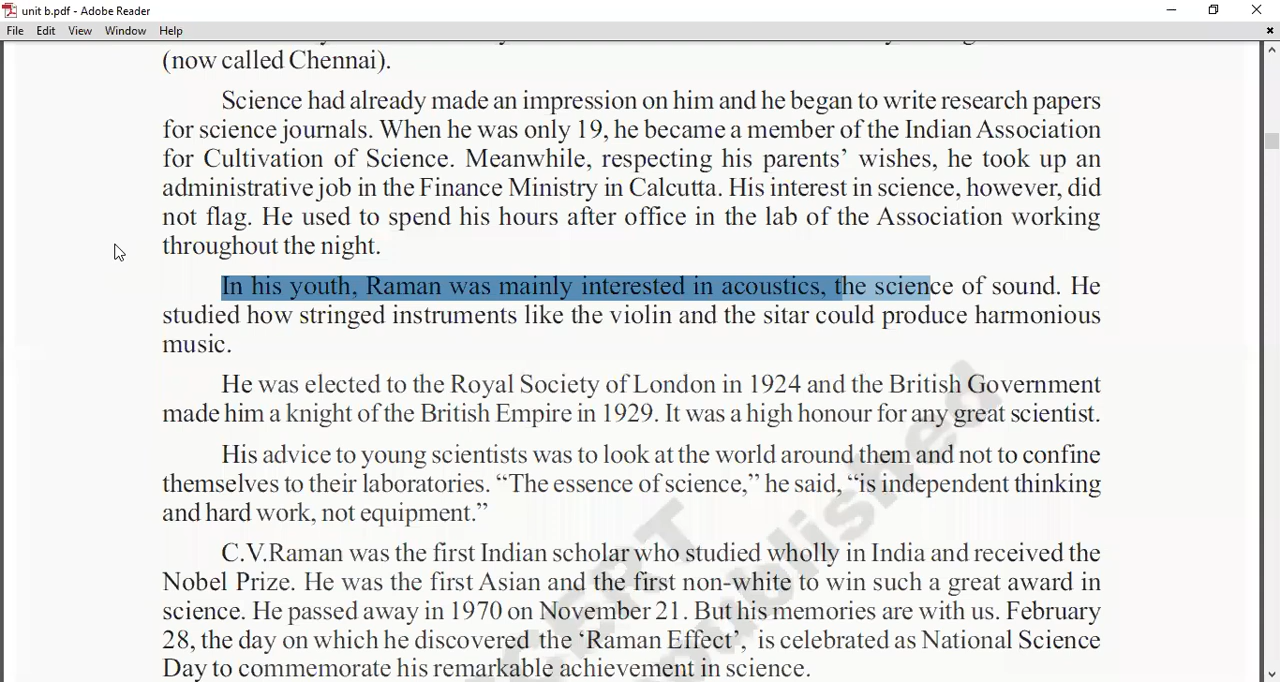 unit b.pdf - Adobe Reader
File Edit View Window Help
(now called Chennai).
Science had already made an impression on him and he began to write research papers
for science journals. When he was only 19, he became a member of the Indian Association
for Cultivation of Science. Meanwhile, respecting his parents’ wishes, he took up an
administrative job in the Finance Ministry in Calcutta. His interest in science, however, did
not flag. He used to spend his hours after office in the lab of the Association working
throughout the night.
In his youth, Raman was mainly interested in acoustics, the science of sound. He
studied how stringed instruments like the violin and the sitar could produce harmonious
music.
He was elected to the Royal Society of London in 1924 and the British Government
made him a knight of the British Empire in 1929. It was a high honour for any great scientist.
His advice to young scientists was to look at the world around them and not to confine
themselves to their laboratories. “The essence of science,” he said, “is independent thinking
and hard work, not equipment.”
C.V.Raman was the first Indian scholar who studied wholly in India and received the
Nobel Prize. He was the first Asian and the first non-white to win such a great award in
science. He passed away in 1970 on November 21. But his memories are with us. February
28, the day on which he discovered the ‘Raman Effect’, is celebrated as National Science
Day to commemorate his remarkable achievement in science.